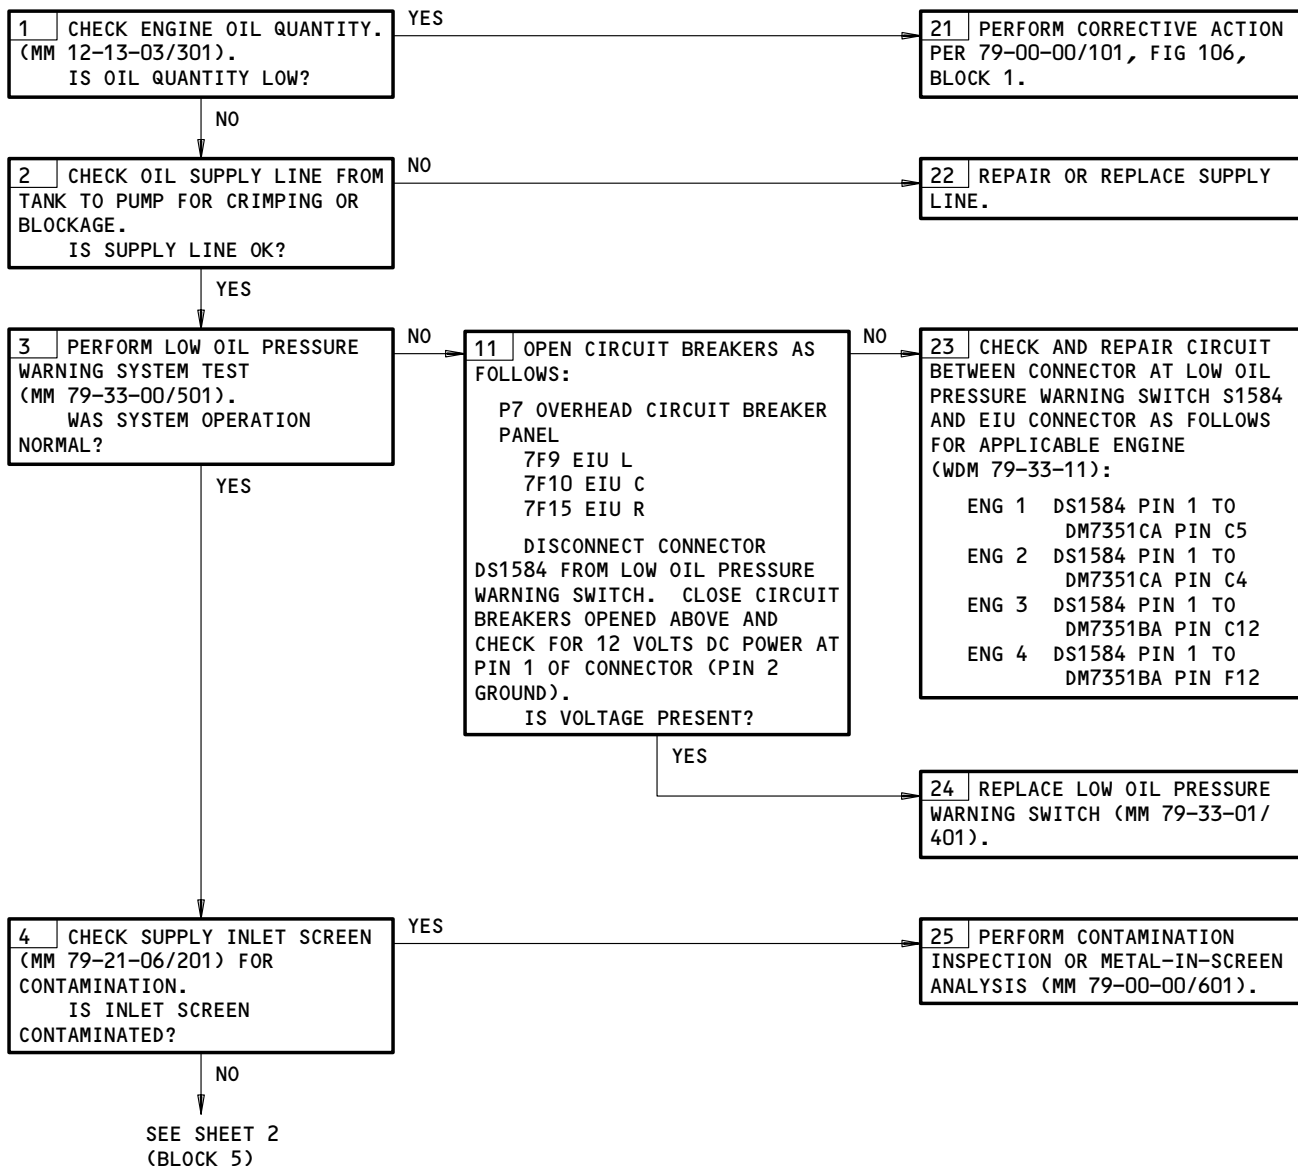 1 CHECK ENGINE OIL QUANTITY.
(MM 12-13-03/301).
IS OIL QUANTITY LOW?
YES
21 PERFORM CORRECTIVE ACTION
PER 79-00-00/101, FIG 106,
BLOCK 1.
NO
2 CHECK OIL SUPPLY LINE FROM
TANK TO PUMP FOR CRIMPING OR
BLOCKAGE.
IS SUPPLY LINE OK?
NO
22 REPAIR OR REPLACE SUPPLY
LINE.
YES
3 PERFORM LOW OIL PRESSURE
WARNING SYSTEM TEST
(MM 79-33-00/501).
WAS SYSTEM OPERATION
NORMAL?
NO
11 OPEN CIRCUIT BREAKERS AS
FOLLOWS:
P7 OVERHEAD CIRCUIT BREAKER
PANEL
7F9 EIU L
7F10 EIU C
7F15 EIU R
DISCONNECT CONNECTOR
DS1584 FROM LOW OIL PRESSURE
WARNING SWITCH. CLOSE CIRCUIT
BREAKERS OPENED ABOVE AND
CHECK FOR 12 VOLTS DC POWER AT
PIN 1 OF CONNECTOR (PIN 2
GROUND).
IS VOLTAGE PRESENT?
NO
23 CHECK AND REPAIR CIRCUIT
BETWEEN CONNECTOR AT LOW OIL
PRESSURE WARNING SWITCH S1584
AND EIU CONNECTOR AS FOLLOWS
FOR APPLICABLE ENGINE
(WDM 79-33-11):
ENG 1 DS1584 PIN 1 TO
DM7351CA PIN C5
ENG 2 DS1584 PIN 1 TO
DM7351CA PIN C4
ENG 3 DS1584 PIN 1 TO
DM7351BA PIN C12
ENG 4 DS1584 PIN 1 TO
DM7351BA PIN F12
YES
24 REPLACE LOW OIL PRESSURE
WARNING SWITCH (MM 79-33-01/
401).
YES
4 CHECK SUPPLY INLET SCREEN
(MM 79-21-06/201) FOR
CONTAMINATION.
IS INLET SCREEN
CONTAMINATED?
YES
25 PERFORM CONTAMINATION
INSPECTION OR METAL-IN-SCREEN
ANALYSIS (MM 79-00-00/601).
NO
SEE SHEET 2
(BLOCK 5)